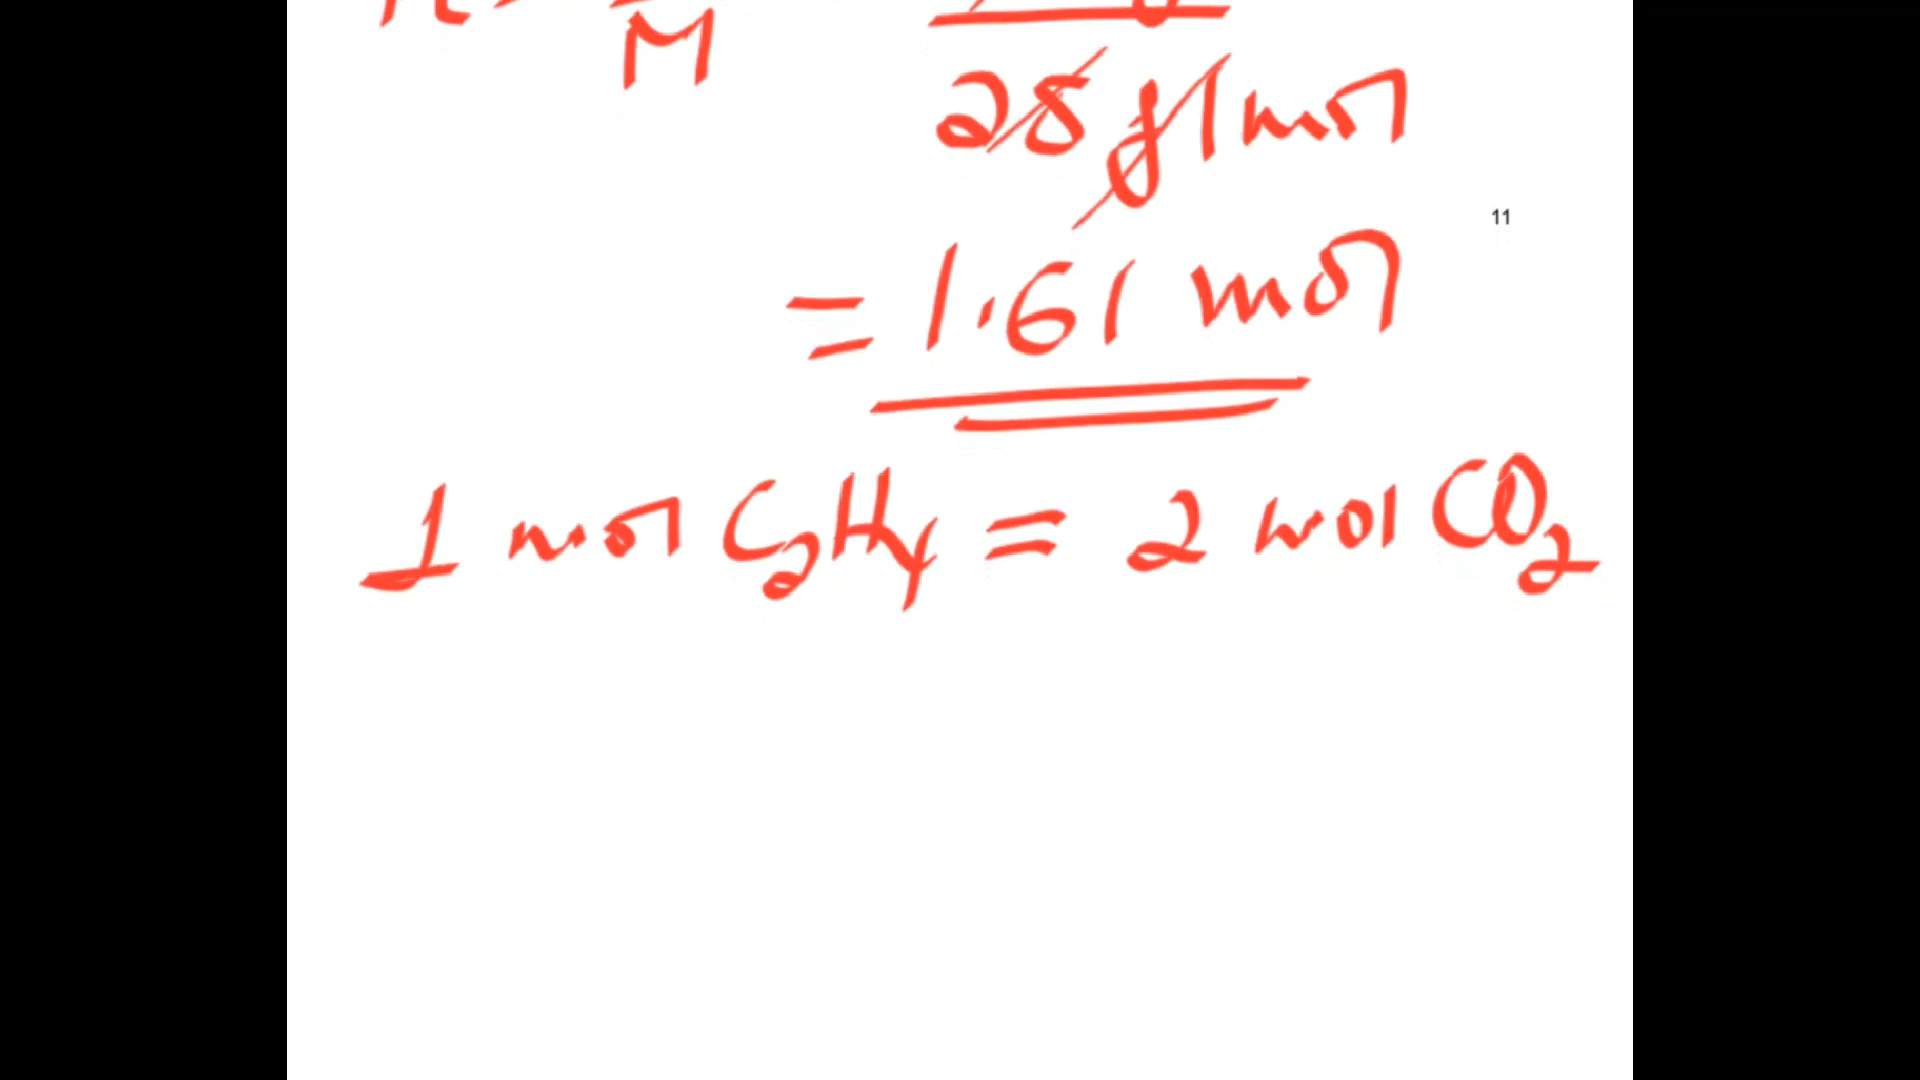 n = M
28 g/mol
11
= 1.61 mol
1 mol C₂H₄ = 2 mol CO₂